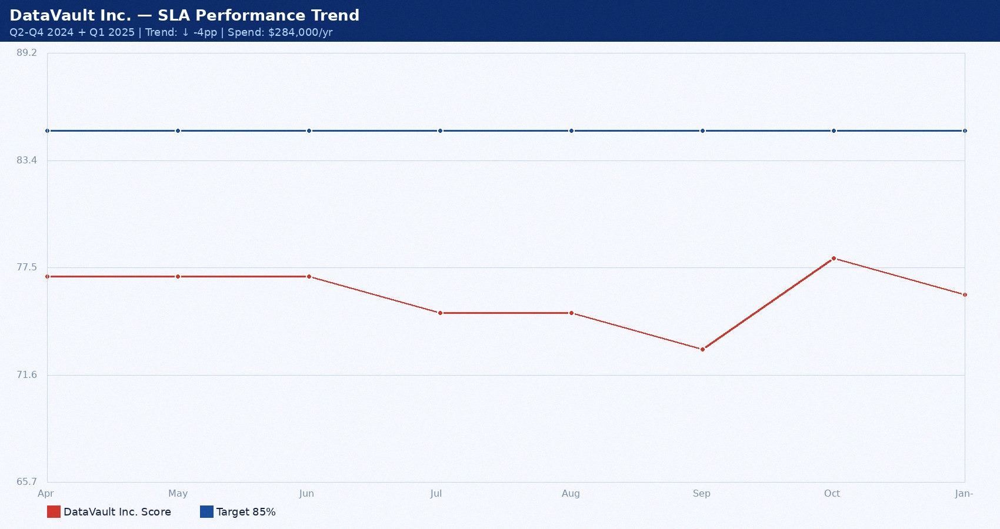 DataVault Inc. — SLA Performance Trend
Q2-Q4 2024 + Q1 2025 | Trend: ↓ -4pp | Spend: $284,000/yr
89.2
83.4
77.5
71.6
65.7
Apr May Jun Jul Aug Sep Oct Jan-
DataVault Inc. Score Target 85%